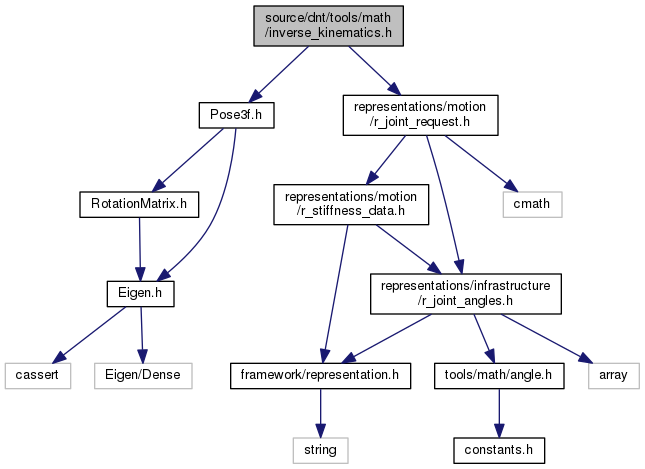 source/dnt/tools/math
/inverse_kinematics.h
Pose3f.h
representations/motion
/r_joint_request.h
RotationMatrix.h
representations/motion
/r_stiffness_data.h
cmath
Eigen.h
representations/infrastructure
/r_joint_angles.h
cassert
Eigen/Dense
framework/representation.h
tools/math/angle.h
array
string
constants.h